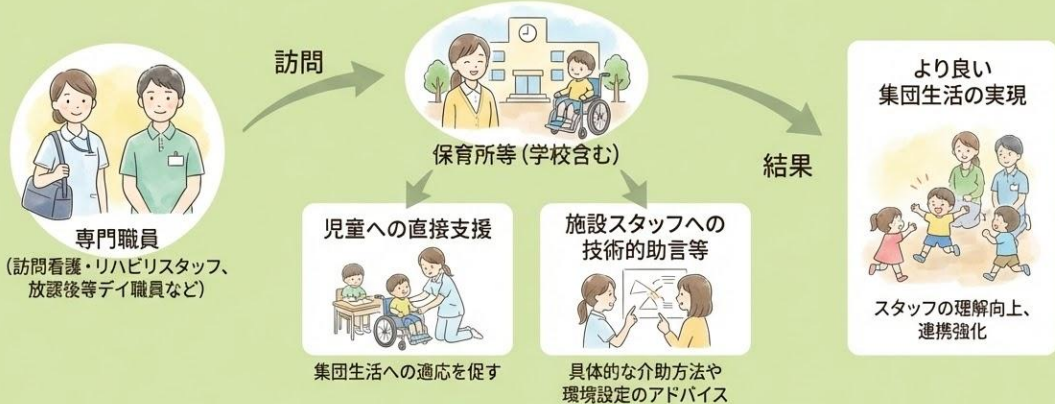 訪問
専門職員
(訪問看護・リハビリスタッフ、
放課後等デイ職員など)
保育所等(学校含む)
児童への直接支援
集団生活への適応を促す
施設スタッフへの
技術的助言等
具体的な介助方法や
環境設定のアドバイス
結果
より良い
集団生活の実現
スタッフの理解向上、
連携強化